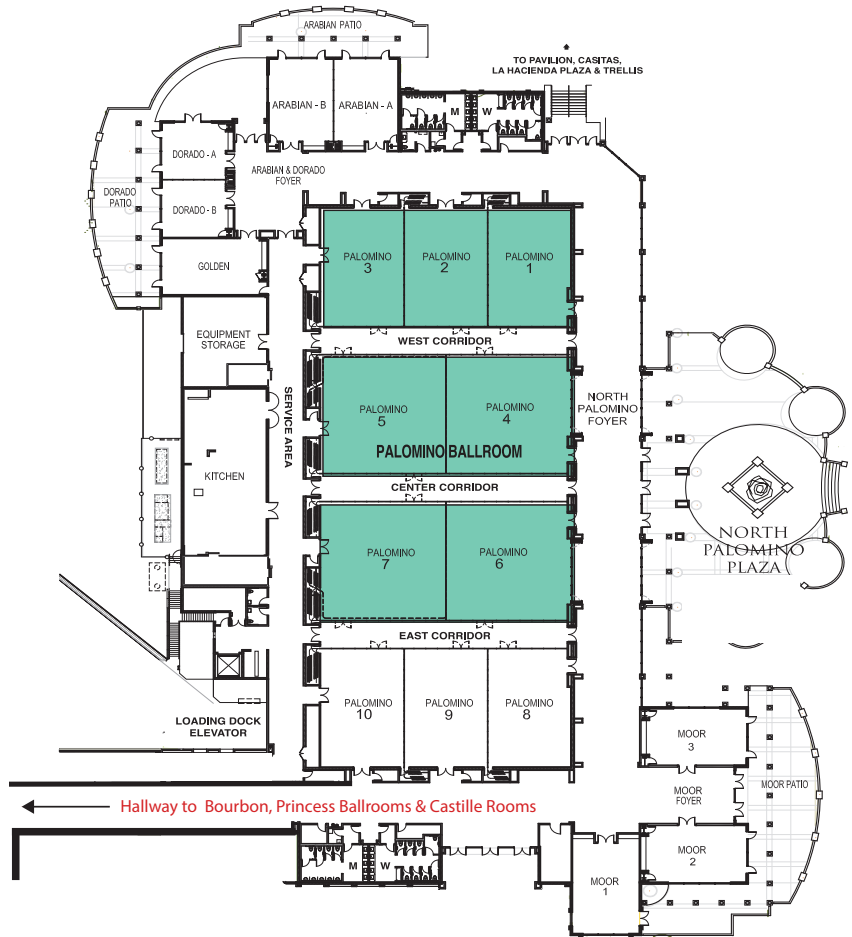 ARABIAN PATIO
TO PAVILION, CASITAS,
LA HACIENDA PLAZA & TRELLIS
ARABIAN - B
ARABIAN - A
M
W
DORADO - A
ARABIAN & DORADO
FOYER
DORADO
PATIO
DORADO - B
GOLDEN
PALOMINO
3
PALOMINO
2
PALOMINO
1
EQUIPMENT
STORAGE
WEST CORRIDOR
SERVICE AREA
NORTH
PALOMINO
FOYER
PALOMINO
5
PALOMINO
4
PALOMINO BALLROOM
KITCHEN
CENTER CORRIDOR
NORTH
PALOMINO
PLAZA
PALOMINO
7
PALOMINO
6
EAST CORRIDOR
PALOMINO
10
PALOMINO
9
PALOMINO
8
LOADING DOCK
ELEVATOR
MOOR
3
MOOR
FOYER
MOOR PATIO
Hallway to Bourbon, Princess Ballrooms & Castille Rooms
M
W
MOOR
2
MOOR
1